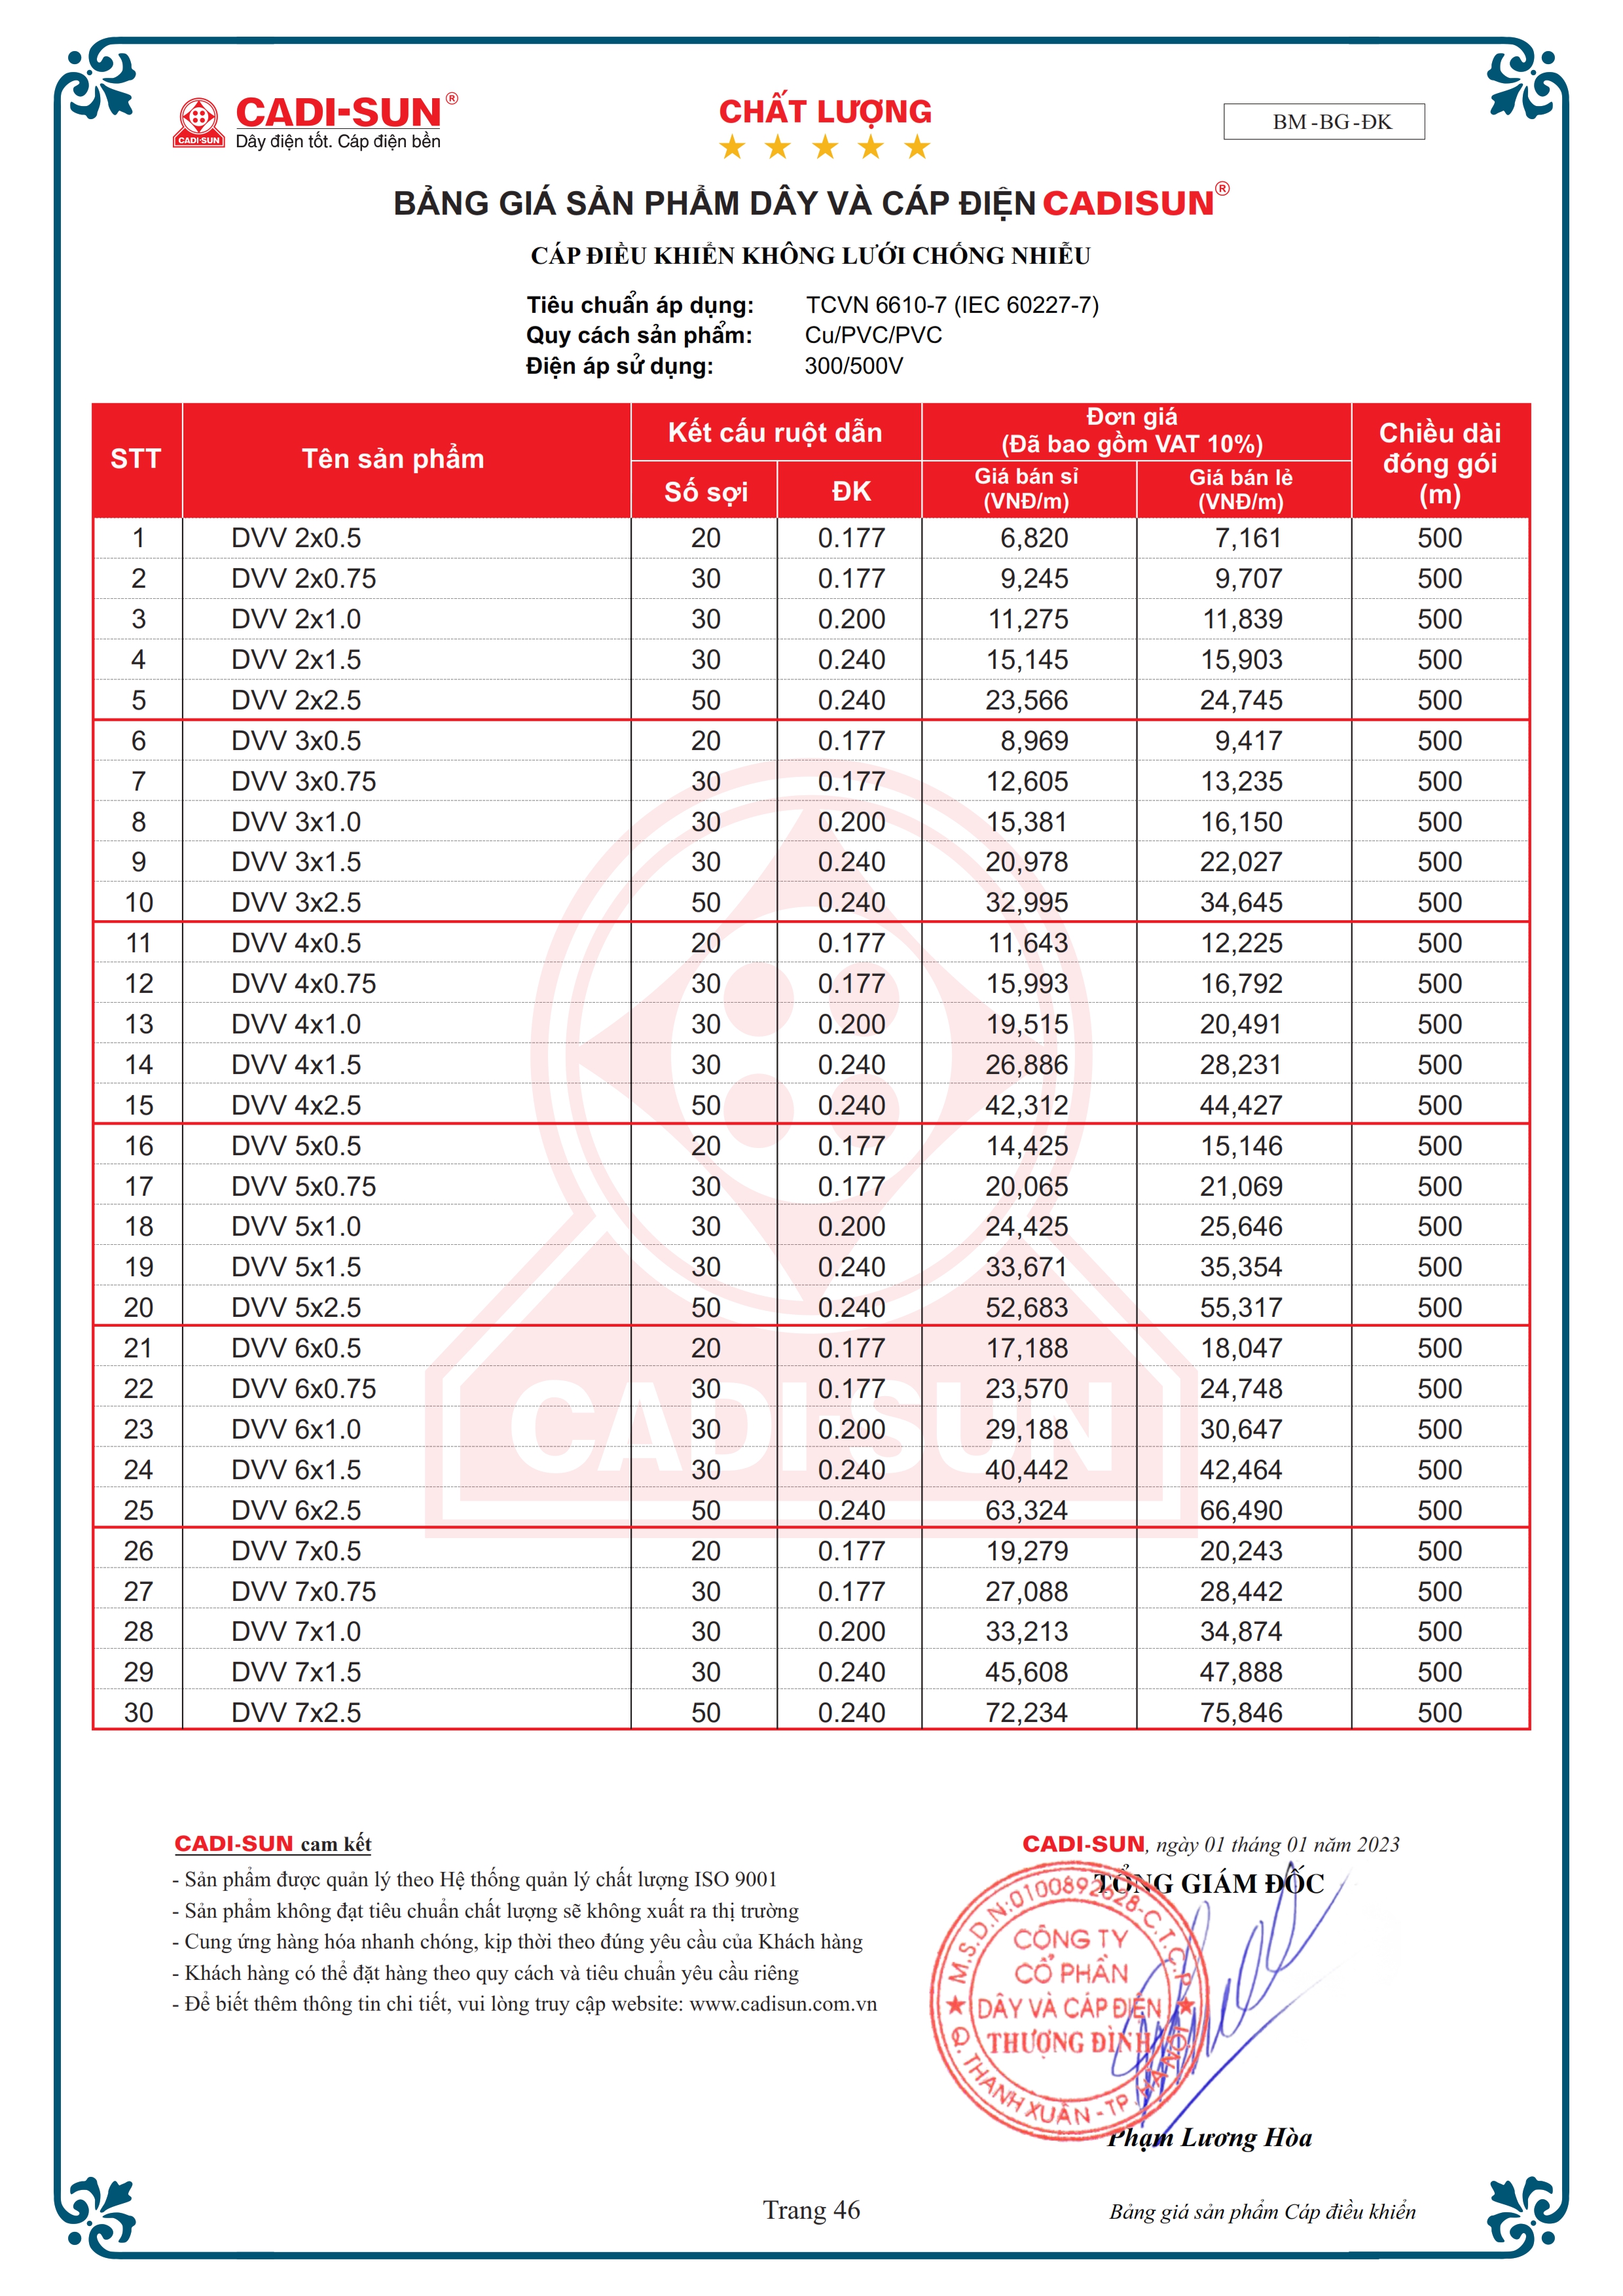 CADI-SUN®
CADI-SUN
Dây điện tốt. Cáp điện bền
CHẤT LƯỢNG
BM -BG -ĐK
BẢNG GIÁ SẢN PHẨM DÂY VÀ CÁP ĐIỆN CADISUN®
CÁP ĐIỀU KHIỂN KHÔNG LƯỚI CHỐNG NHIỄU
Tiêu chuẩn áp dụng: TCVN 6610-7 (IEC 60227-7)
Quy cách sản phẩm: Cu/PVC/PVC
Điện áp sử dụng: 300/500V
STT Tên sản phẩm Kết cấu ruột dẫn Đơn giá (Đã bao gồm VAT 10%) Chiều dài đóng gói (m)
Số sợi ĐK Giá bán sỉ (VNĐ/m) Giá bán lẻ (VNĐ/m)
1 DVV 2x0.5 20 0.177 6,820 7,161 500
2 DVV 2x0.75 30 0.177 9,245 9,707 500
3 DVV 2x1.0 30 0.200 11,275 11,839 500
4 DVV 2x1.5 30 0.240 15,145 15,903 500
5 DVV 2x2.5 50 0.240 23,566 24,745 500
6 DVV 3x0.5 20 0.177 8,969 9,417 500
7 DVV 3x0.75 30 0.177 12,605 13,235 500
8 DVV 3x1.0 30 0.200 15,381 16,150 500
9 DVV 3x1.5 30 0.240 20,978 22,027 500
10 DVV 3x2.5 50 0.240 32,995 34,645 500
11 DVV 4x0.5 20 0.177 11,643 12,225 500
12 DVV 4x0.75 30 0.177 15,993 16,792 500
13 DVV 4x1.0 30 0.200 19,515 20,491 500
14 DVV 4x1.5 30 0.240 26,886 28,231 500
15 DVV 4x2.5 50 0.240 42,312 44,427 500
16 DVV 5x0.5 20 0.177 14,425 15,146 500
17 DVV 5x0.75 30 0.177 20,065 21,069 500
18 DVV 5x1.0 30 0.200 24,425 25,646 500
19 DVV 5x1.5 30 0.240 33,671 35,354 500
20 DVV 5x2.5 50 0.240 52,683 55,317 500
21 DVV 6x0.5 20 0.177 17,188 18,047 500
22 DVV 6x0.75 30 0.177 23,570 24,748 500
23 DVV 6x1.0 30 0.200 29,188 30,647 500
24 DVV 6x1.5 30 0.240 40,442 42,464 500
25 DVV 6x2.5 50 0.240 63,324 66,490 500
26 DVV 7x0.5 20 0.177 19,279 20,243 500
27 DVV 7x0.75 30 0.177 27,088 28,442 500
28 DVV 7x1.0 30 0.200 33,213 34,874 500
29 DVV 7x1.5 30 0.240 45,608 47,888 500
30 DVV 7x2.5 50 0.240 72,234 75,846 500
CADI-SUN
CADI-SUN cam kết
- Sản phẩm được quản lý theo Hệ thống quản lý chất lượng ISO 9001
- Sản phẩm không đạt tiêu chuẩn chất lượng sẽ không xuất ra thị trường
- Cung ứng hàng hóa nhanh chóng, kịp thời theo đúng yêu cầu của Khách hàng
- Khách hàng có thể đặt hàng theo quy cách và tiêu chuẩn yêu cầu riêng
- Để biết thêm thông tin chi tiết, vui lòng truy cập website: www.cadisun.com.vn
CADI-SUN, ngày 01 tháng 01 năm 2023
TỔNG GIÁM ĐỐC
M.S.D.N:0100892628-C.T.C.P
CÔNG TY
CỔ PHẦN
DÂY VÀ CÁP ĐIỆN
THƯỢNG ĐÌNH
Q. THANH XUÂN - TP. HÀ NỘI
Phạm Lương Hòa
Trang 46
Bảng giá sản phẩm Cáp điều khiển